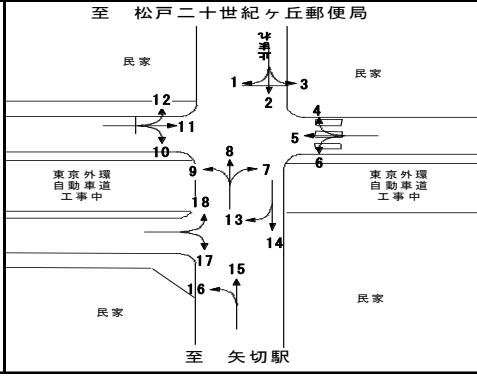 至 松戸二十世紀ヶ丘郵便局
止まれ
民家
民家
1
2
3
12
11
10
4
5
6
9
8
7
東京外環
自動車道
工事中
東京外環
自動車道
工事中
18
13
14
17
15
16
民家
民家
至 矢切駅